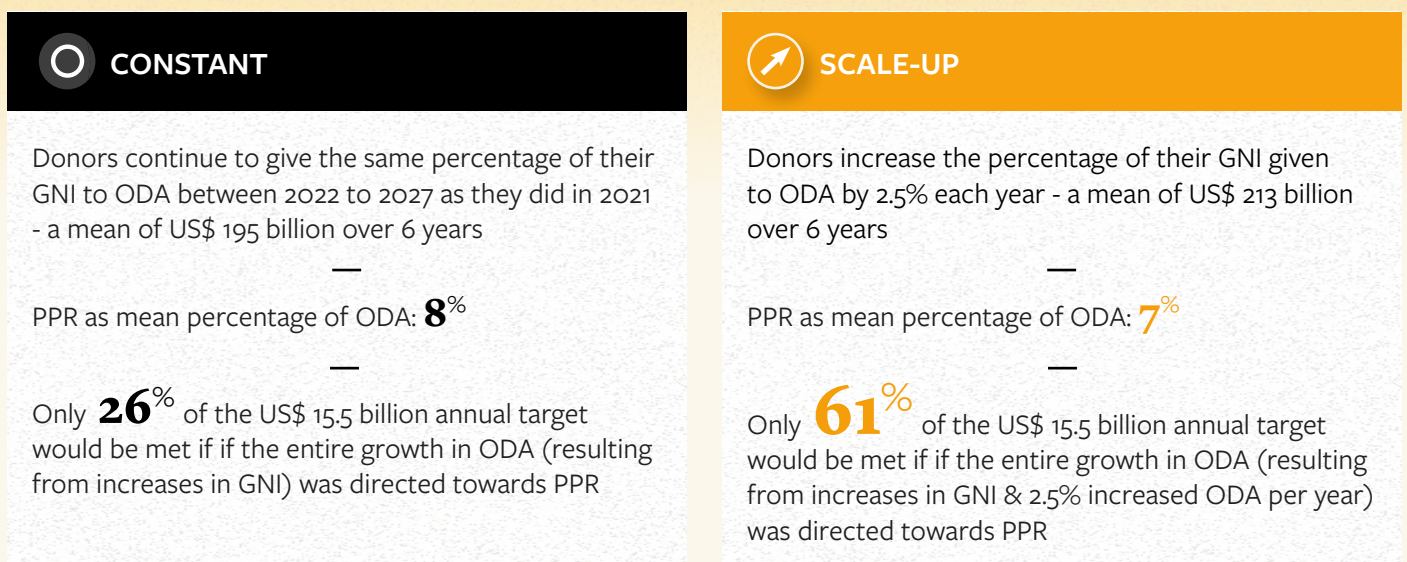 CONSTANT
Donors continue to give the same percentage of their
GNI to ODA between 2022 to 2027 as they did in 2021
- a mean of US$ 195 billion over 6 years
PPR as mean percentage of ODA: 8%
Only 26% of the US$ 15.5 billion annual target
would be met if if the entire growth in ODA (resulting
from increases in GNI) was directed towards PPR
SCALE-UP
Donors increase the percentage of their GNI given
to ODA by 2.5% each year - a mean of US$ 213 billion
over 6 years
PPR as mean percentage of ODA: 7%
Only 61% of the US$ 15.5 billion annual target
would be met if if the entire growth in ODA (resulting
from increases in GNI & 2.5% increased ODA per year)
was directed towards PPR